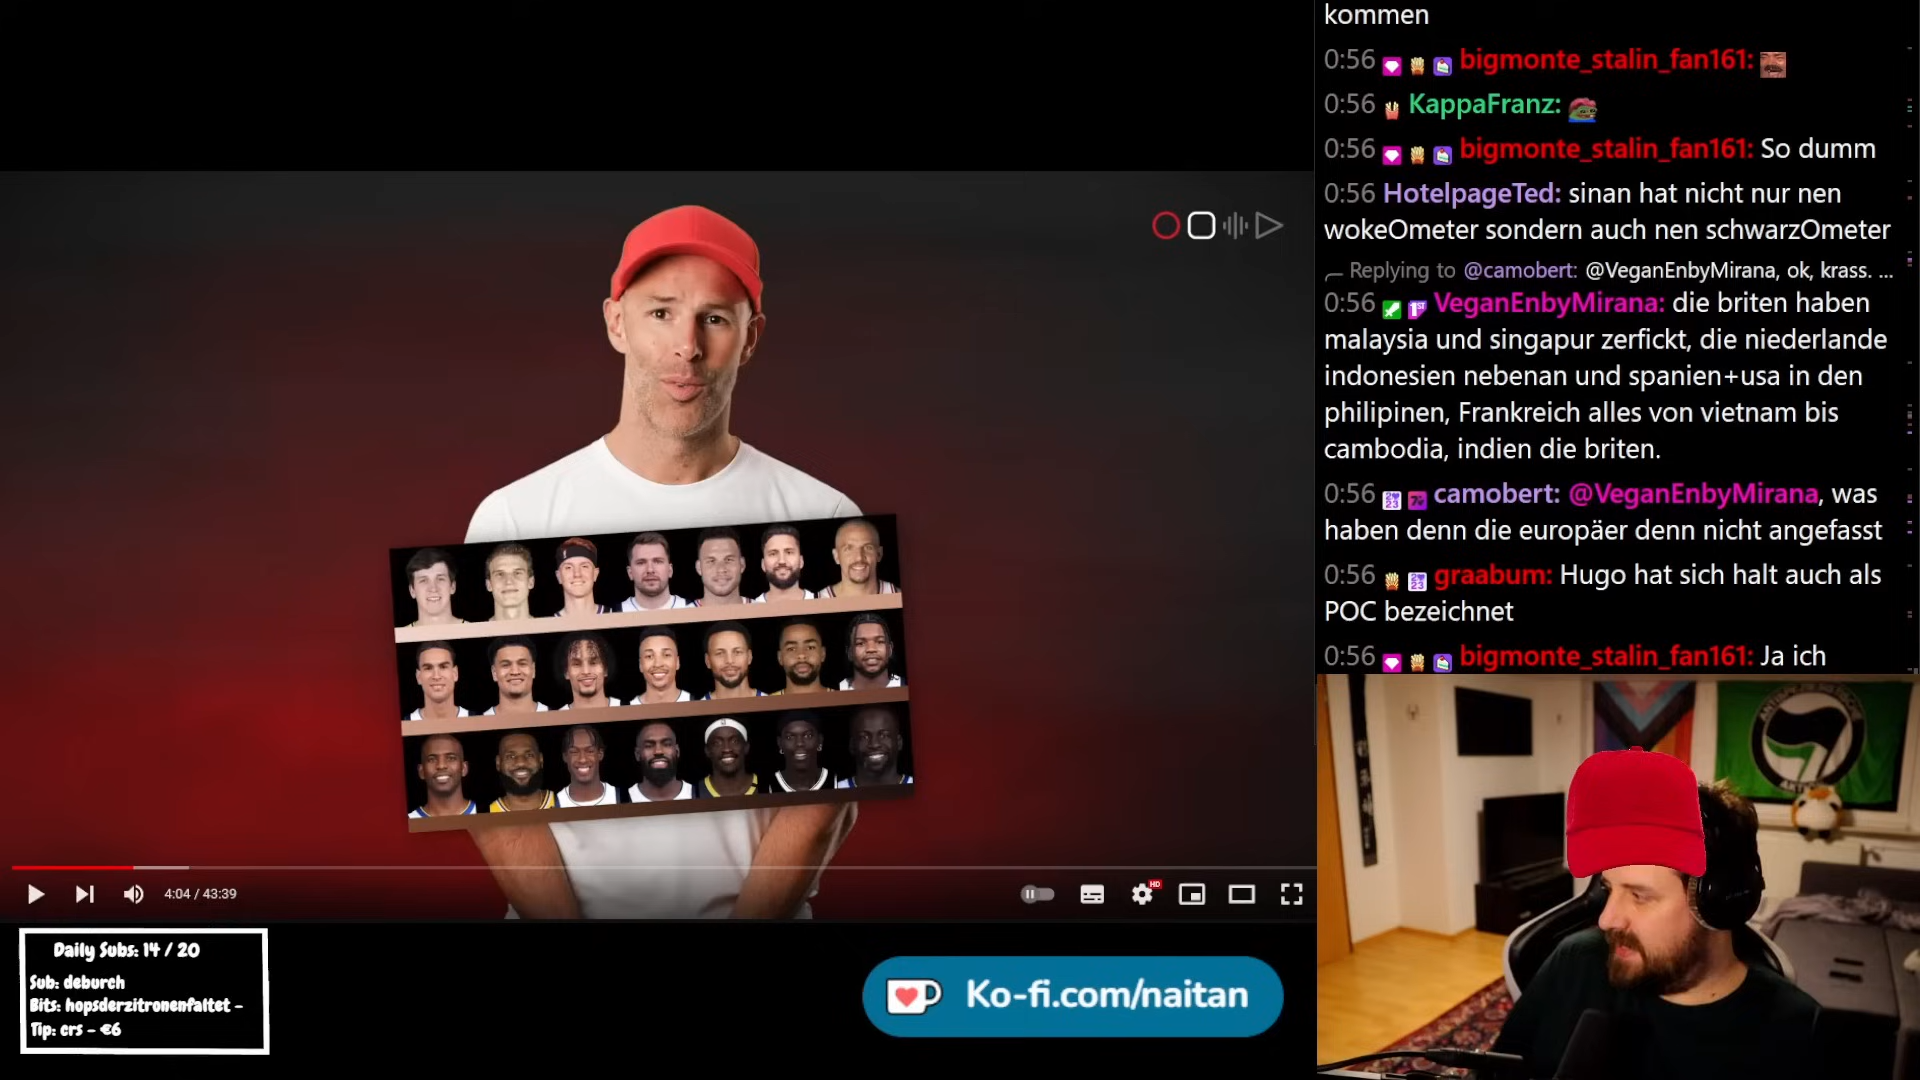 kommen
0:56 bigmonte_stalin_fan161:
0:56 KappaFranz:
0:56 bigmonte_stalin_fan161: So dumm
0:56 HotelpageTed: sinan hat nicht nur nen
wokeOmeter sondern auch nen schwarzOmeter
Replying to @camobert: @VeganEnbyMirana, ok, krass. ...
0:56 VeganEnbyMirana: die briten haben
malaysia und singapur zerfickt, die niederlande
indonesien nebenan und spanien+usa in den
philipinen, Frankreich alles von vietnam bis
cambodia, indien die briten.
0:56 camobert: @VeganEnbyMirana, was
haben denn die europäer denn nicht angefasst
0:56 graabum: Hugo hat sich halt auch als
POC bezeichnet
0:56 bigmonte_stalin_fan161: Ja ich
4:04 / 43:39
HD
Daily Subs: 14 / 20
Sub: deburch
Bits: hopsderzitronenfaltet -
Tip: crs - €6
Ko-fi.com/naitan